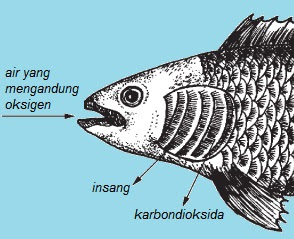 air yang
mengandung
oksigen
insang
karbondioksida